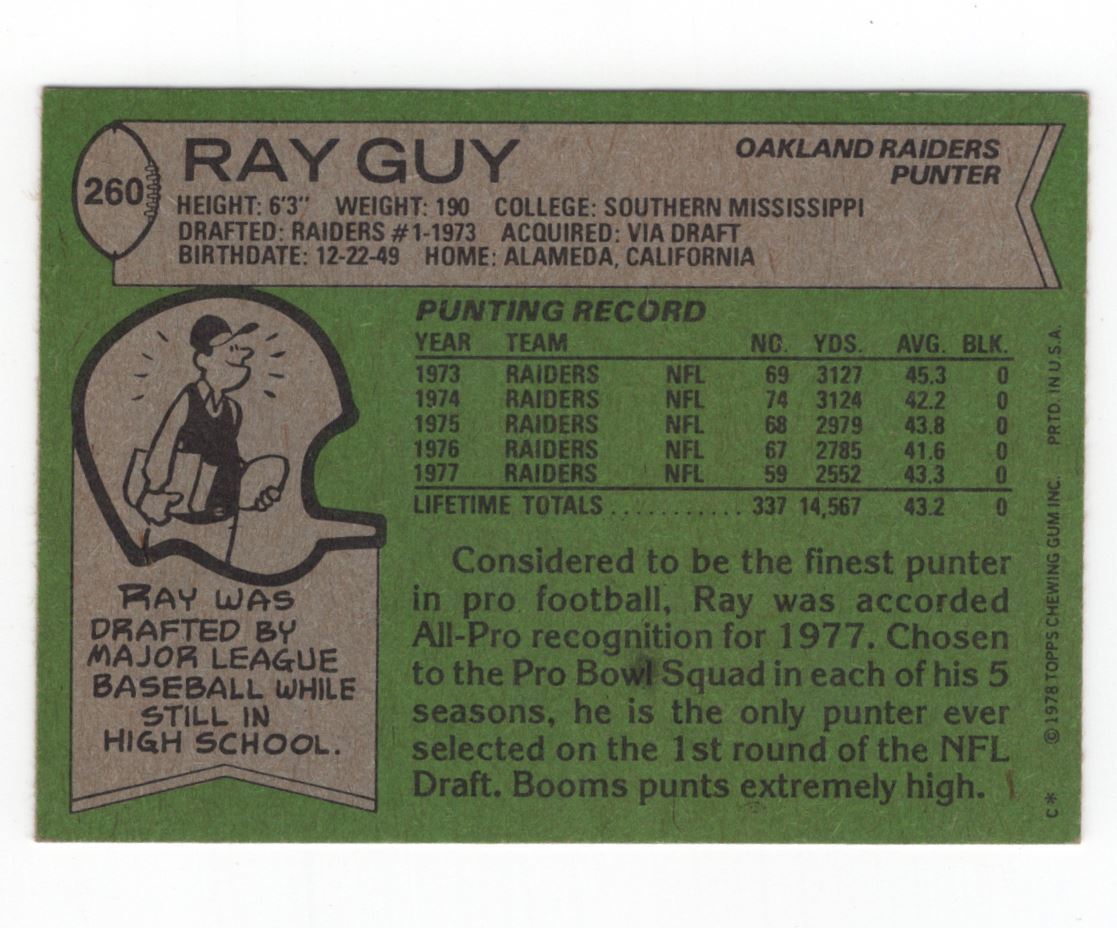 260
RAY GUY
OAKLAND RAIDERS
PUNTER
HEIGHT: 6'3" WEIGHT: 190 COLLEGE: SOUTHERN MISSISSIPPI
DRAFTED: RAIDERS #1-1973 ACQUIRED: VIA DRAFT
BIRTHDATE: 12-22-49 HOME: ALAMEDA, CALIFORNIA
PUNTING RECORD
YEAR TEAM NO. YDS. AVG. BLK.
1973 RAIDERS NFL 69 3127 45.3 0
1974 RAIDERS NFL 74 3124 42.2 0
1975 RAIDERS NFL 68 2979 43.8 0
1976 RAIDERS NFL 67 2785 41.6 0
1977 RAIDERS NFL 59 2552 43.3 0
LIFETIME TOTALS ........... 337 14,567 43.2 0
RAY WAS
DRAFTED BY
MAJOR LEAGUE
BASEBALL WHILE
STILL IN
HIGH SCHOOL.
Considered to be the finest punter
in pro football, Ray was accorded
All-Pro recognition for 1977. Chosen
to the Pro Bowl Squad in each of his 5
seasons, he is the only punter ever
selected on the 1st round of the NFL
Draft. Booms punts extremely high.
C* © 1978 TOPPS CHEWING GUM INC. PRTD. IN U.S.A.